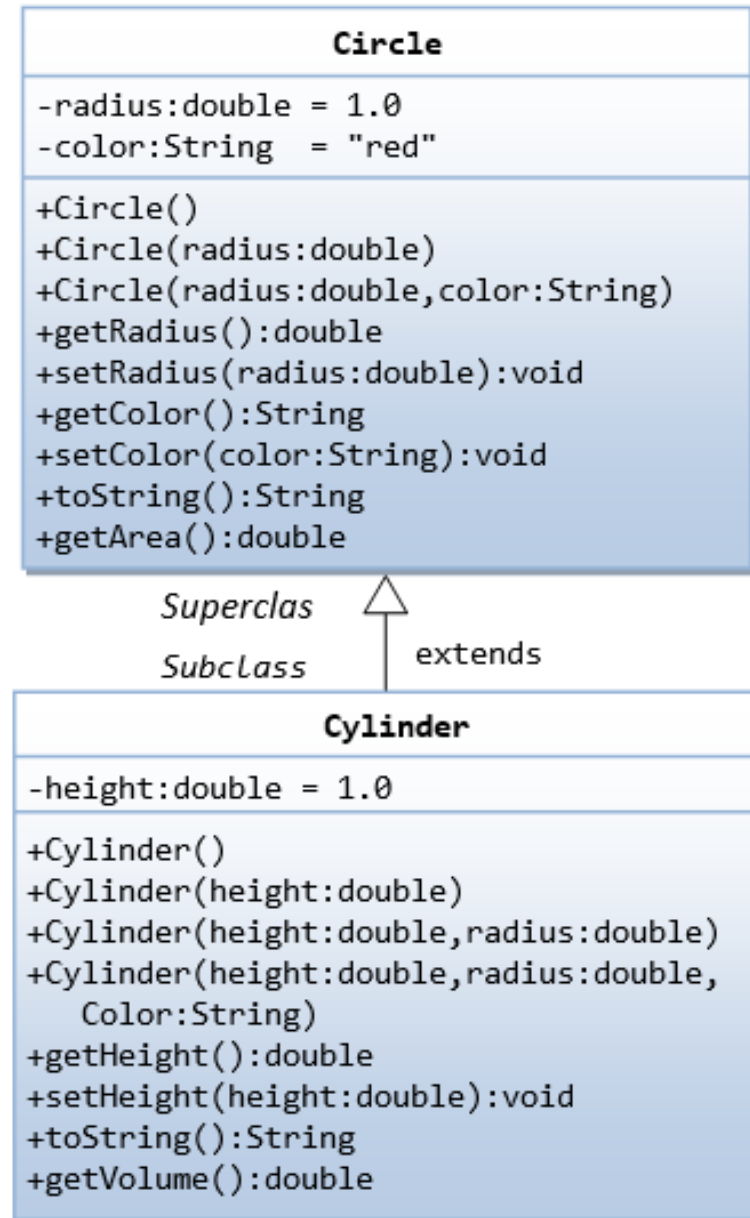 Circle
-radius:double = 1.0
-color:String  = "red"
+Circle()
+Circle(radius:double)
+Circle(radius:double,color:String)
+getRadius():double
+setRadius(radius:double):void
+getColor():String
+setColor(color:String):void
+toString():String
+getArea():double
Superclas
Subclass
extends
Cylinder
-height:double = 1.0
+Cylinder()
+Cylinder(height:double)
+Cylinder(height:double,radius:double)
+Cylinder(height:double,radius:double,
Color:String)
+getHeight():double
+setHeight(height:double):void
+toString():String
+getVolume():double